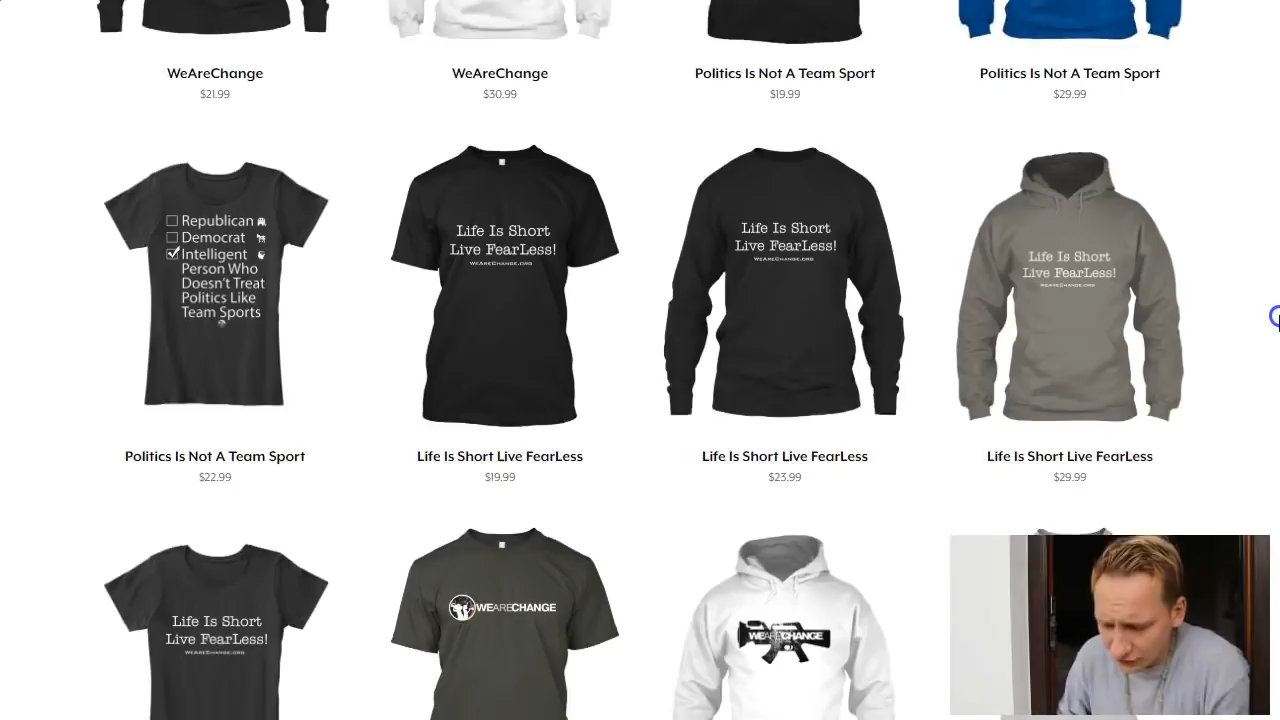 WeAreChange
WeAreChange
Politics Is Not A Team Sport
Politics Is Not A Team Sport
$21.99
$30.99
$19.99
$29.99
Republican
Democrat
Intelligent
Person Who
Doesn't Treat
Politics Like
Team Sports
Life Is Short
Live FearLess!
WeAreChange.org
Life Is Short
Live FearLess!
WeAreChange.org
Life Is Short
Live FearLess!
WeAreChange.org
Politics Is Not A Team Sport
Life Is Short Live FearLess
Life Is Short Live FearLess
Life Is Short Live FearLess
$22.99
$19.99
$23.99
$29.99
Life Is Short
Live FearLess!
WeAreChange.org
WEARECHANGE
WEARECHANGE